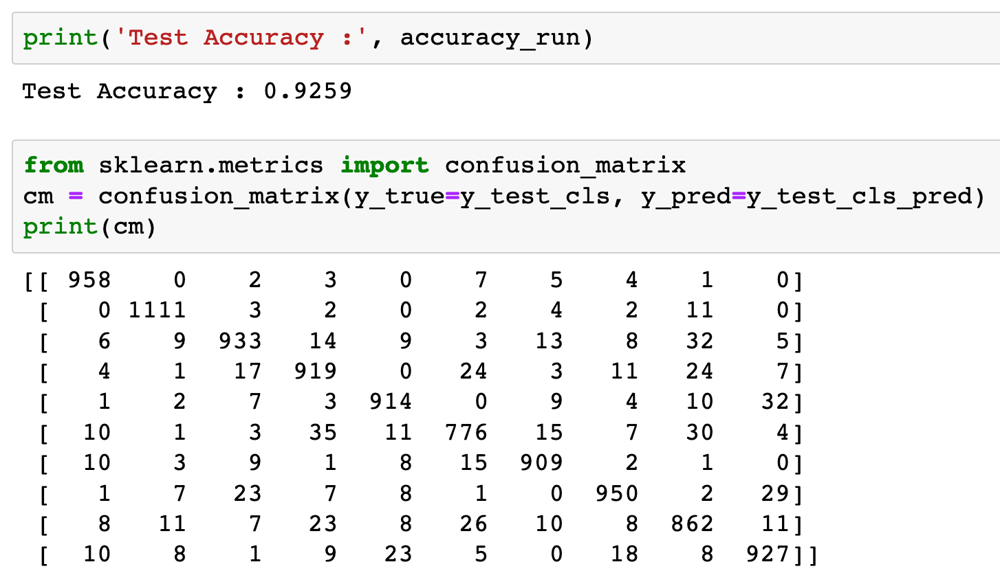 print('Test Accuracy :', accuracy_run)
Test Accuracy : 0.9259
from sklearn.metrics import confusion_matrix
cm = confusion_matrix(y_true=y_test_cls, y_pred=y_test_cls_pred)
print(cm)
[[ 958    0    2    3    0    7    5    4    1    0]
 [   0 1111    3    2    0    2    4    2   11    0]
 [   6    9  933   14    9    3   13    8   32    5]
 [   4    1   17  919    0   24    3   11   24    7]
 [   1    2    7    3  914    0    9    4   10   32]
 [  10    1    3   35   11  776   15    7   30    4]
 [  10    3    9    1    8   15  909    2    1    0]
 [   1    7   23    7    8    1    0  950    2   29]
 [   8   11    7   23    8   26   10    8  862   11]
 [  10    8    1    9   23    5    0   18    8  927]]